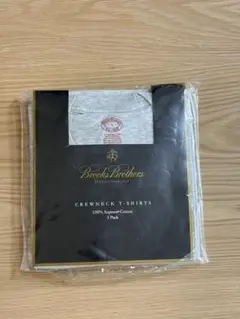 Brooks Brothers
CREWNECK T-SHIRTS
100% Supima® Cotton
3 Pack